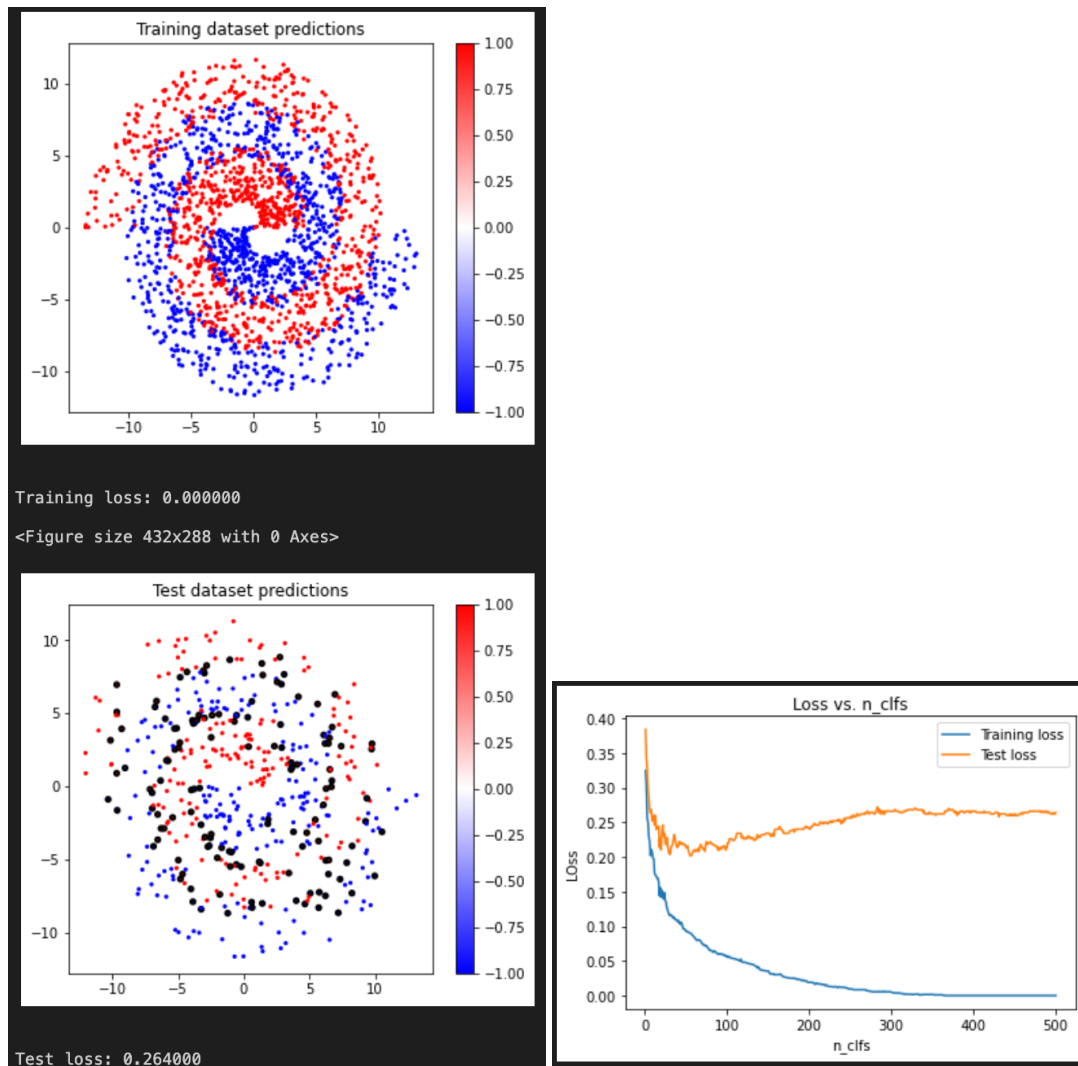 Training dataset predictions
10
5
0
−5
−10
−10 −5 0 5 10
1.00
0.75
0.50
0.25
0.00
−0.25
−0.50
−0.75
−1.00
Training loss: 0.000000
<Figure size 432x288 with 0 Axes>
Test dataset predictions
10
5
0
−5
−10
−10 −5 0 5 10
1.00
0.75
0.50
0.25
0.00
−0.25
−0.50
−0.75
−1.00
Test loss: 0.264000
Loss vs. n_clfs
Training loss
Test loss
LOss
0.40
0.35
0.30
0.25
0.20
0.15
0.10
0.05
0.00
0 100 200 300 400 500
n_clfs